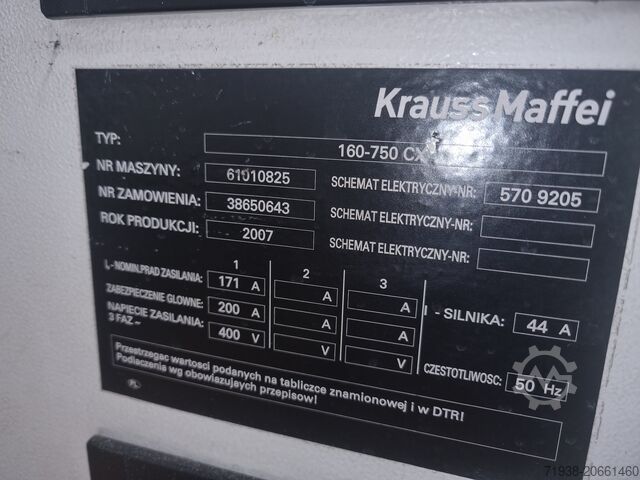 Krauss Maffei
TYP: 160-750 CX
NR MASZYNY: 61010825 SCHEMAT ELEKTRYCZNY-NR: 570 9205
NR ZAMOWIENIA: 38650643 SCHEMAT ELEKTRYCZNY-NR:
ROK PRODUKCJI: 2007 SCHEMAT ELEKTRYCZNY-NR:
1 2 3
I,-NOMIN.PRAD ZASILANIA: 171 A A A I - SILNIKA: 44 A
ZABEZPIECZENIE GLOWNE: 200 A A A
NAPIECIE ZASILANIA: 400 V V V CZESTOTLIWOSC: 50 Hz
3 FAZ ~
Przestrzegac wartosci podanych na tabliczce znamionowej i w DTR!
Podlaczenia wg obowiazujacych przepisow!
PL
71938-20661460